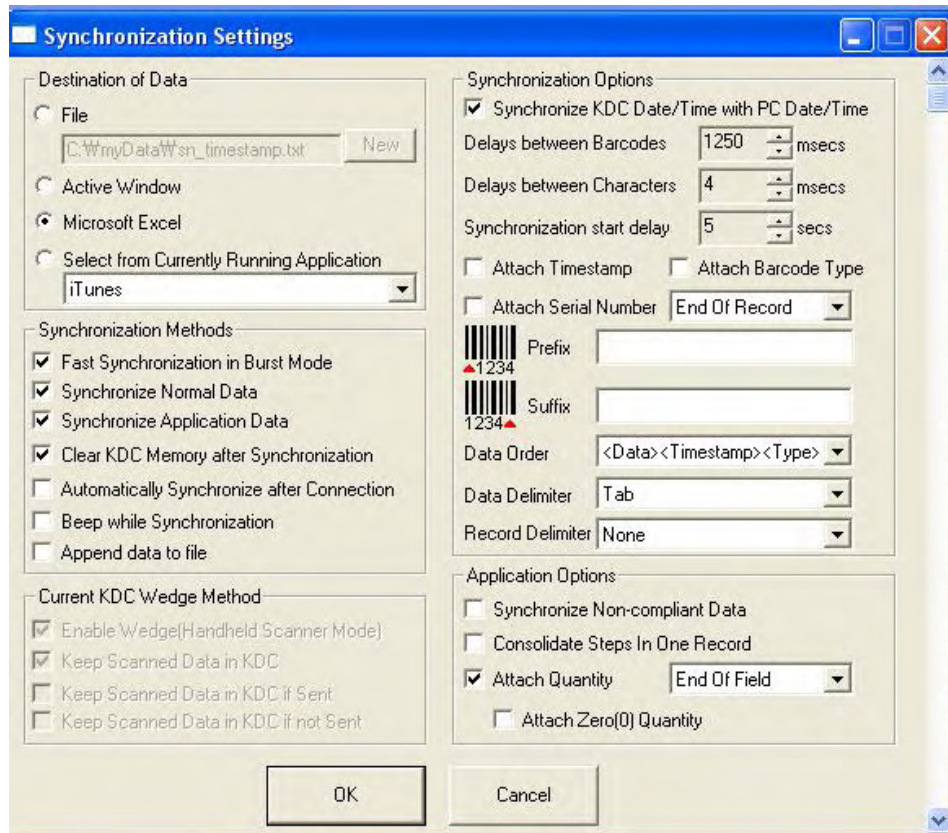 Synchronization Settings
Destination of Data
File
C:₩myData₩sn_timestamp.txt
New
Active Window
Microsoft Excel
Select from Currently Running Application
iTunes
Synchronization Methods
Fast Synchronization in Burst Mode
Synchronize Normal Data
Synchronize Application Data
Clear KDC Memory after Synchronization
Automatically Synchronize after Connection
Beep while Synchronization
Append data to file
Current KDC Wedge Method
Enable Wedge(Handheld Scanner Mode)
Keep Scanned Data in KDC
Keep Scanned Data in KDC if Sent
Keep Scanned Data in KDC if not Sent
Synchronization Options
Synchronize KDC Date/Time with PC Date/Time
Delays between Barcodes 1250 msecs
Delays between Characters 4 msecs
Synchronization start delay 5 secs
Attach Timestamp Attach Barcode Type
Attach Serial Number End Of Record
Prefix
1234
Suffix
1234
Data Order <Data><Timestamp><Type>
Data Delimiter Tab
Record Delimiter None
Application Options
Synchronize Non-compliant Data
Consolidate Steps In One Record
Attach Quantity End Of Field
Attach Zero(0) Quantity
OK Cancel